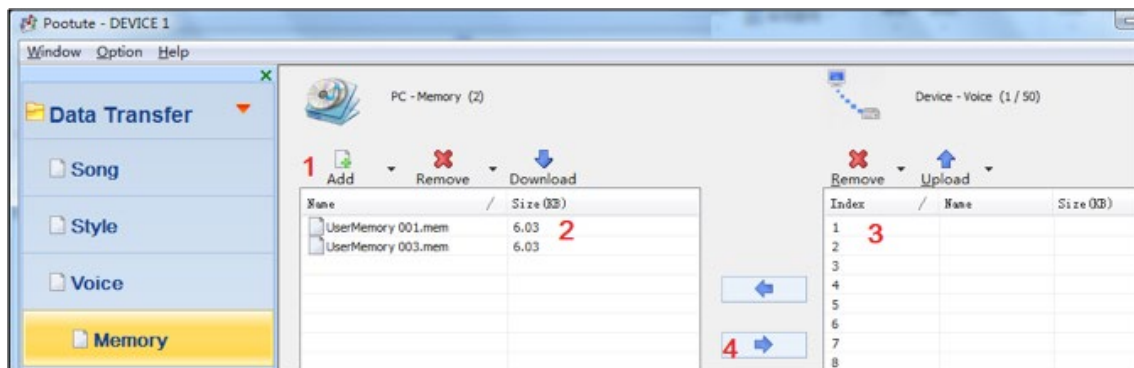 Pootute - DEVICE 1
Window Option Help
Data Transfer
Song
Style
Voice
Memory
PC - Memory (2)
1
Add
Remove
Download
Name / Size(KB)
UserMemory 001.mem 6.03
UserMemory 003.mem 6.03
2
4
Device - Voice (1 / 50)
Remove
Upload
Index / Name Size(KB)
1
2
3
4
5
6
7
8
3